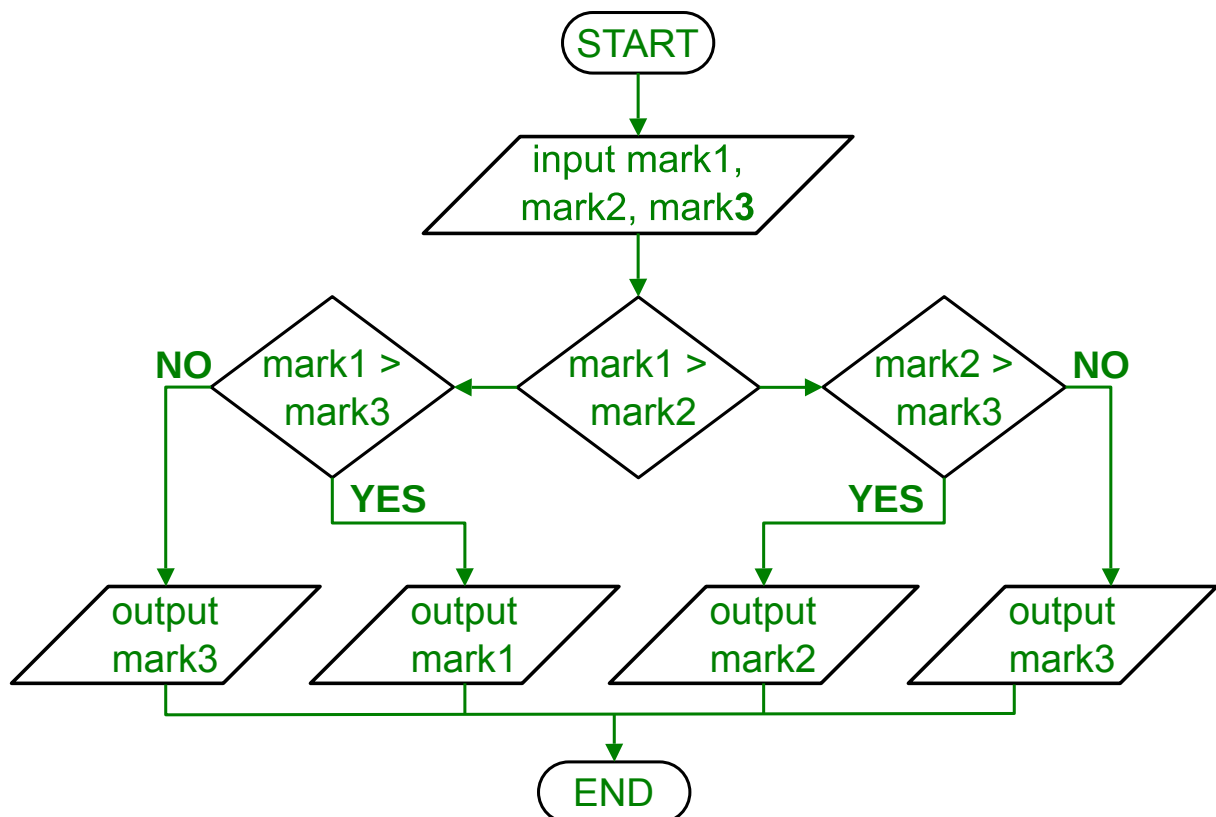 START
input mark1,
mark2, mark3
mark1 >
mark3
mark1 >
mark2
mark2 >
mark3
NO
NO
YES
YES
output
mark3
output
mark1
output
mark2
output
mark3
END